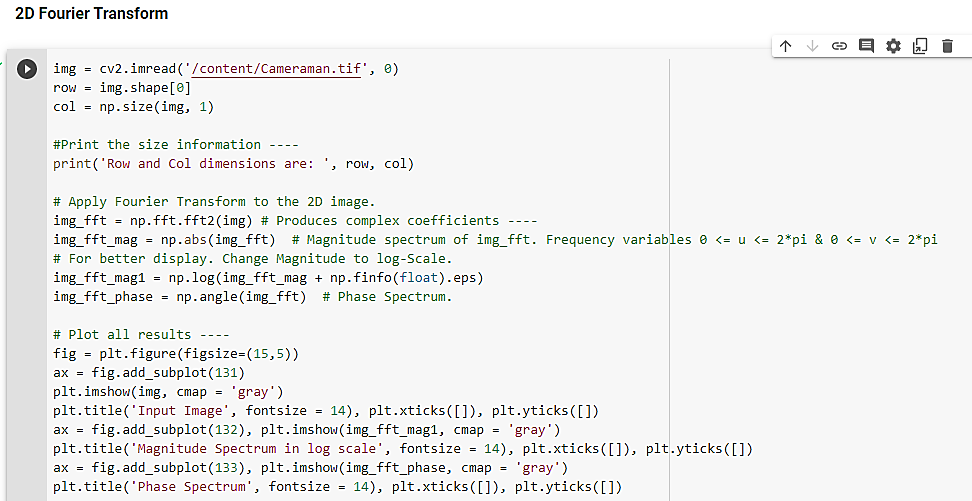 2D Fourier Transform
img = cv2.imread('/content/Cameraman.tif', 0)
row = img.shape[0]
col = np.size(img, 1)
#Print the size information ----
print('Row and Col dimensions are: ', row, col)
# Apply Fourier Transform to the 2D image.
img_fft = np.fft.fft2(img) # Produces complex coefficients ----
img_fft_mag = np.abs(img_fft)  # Magnitude spectrum of img_fft. Frequency variables 0 <= u <= 2*pi & 0 <= v <= 2*pi
# For better display. Change Magnitude to log-Scale.
img_fft_mag1 = np.log(img_fft_mag + np.finfo(float).eps)
img_fft_phase = np.angle(img_fft)  # Phase Spectrum.
# Plot all results ----
fig = plt.figure(figsize=(15,5))
ax = fig.add_subplot(131)
plt.imshow(img, cmap = 'gray')
plt.title('Input Image', fontsize = 14), plt.xticks([]), plt.yticks([])
ax = fig.add_subplot(132), plt.imshow(img_fft_mag1, cmap = 'gray')
plt.title('Magnitude Spectrum in log scale', fontsize = 14), plt.xticks([]), plt.yticks([])
ax = fig.add_subplot(133), plt.imshow(img_fft_phase, cmap = 'gray')
plt.title('Phase Spectrum', fontsize = 14), plt.xticks([]), plt.yticks([])